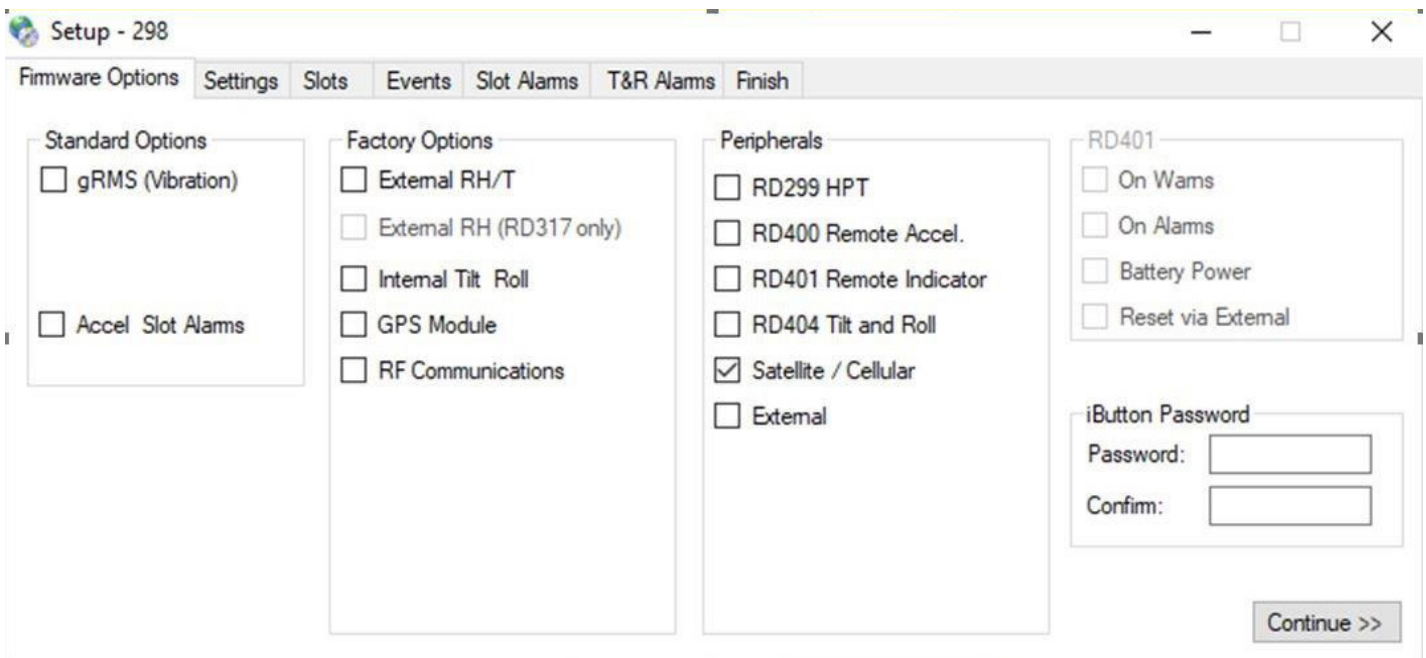 Setup - 298
Firmware Options Settings Slots Events Slot Alarms T&R Alarms Finish
Standard Options
gRMS (Vibration)
Accel Slot Alarms
Factory Options
External RH/T
External RH (RD317 only)
Internal Tilt Roll
GPS Module
RF Communications
Peripherals
RD299 HPT
RD400 Remote Accel.
RD401 Remote Indicator
RD404 Tilt and Roll
Satellite / Cellular
External
RD401
On Warns
On Alarms
Battery Power
Reset via External
iButton Password
Password:
Confirm:
Continue >>